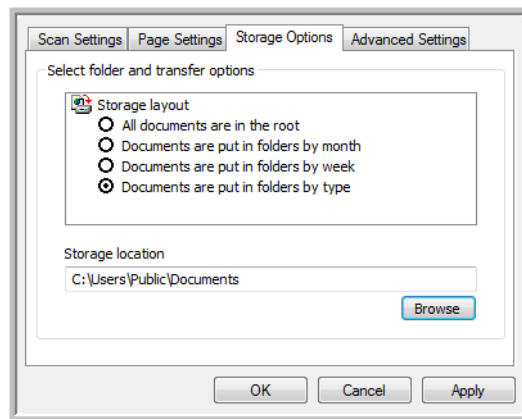 Scan Settings Page Settings Storage Options Advanced Settings
Select folder and transfer options
Storage layout
All documents are in the root
Documents are put in folders by month
Documents are put in folders by week
Documents are put in folders by type
Storage location
C:\Users\Public\Documents
Browse
OK Cancel Apply